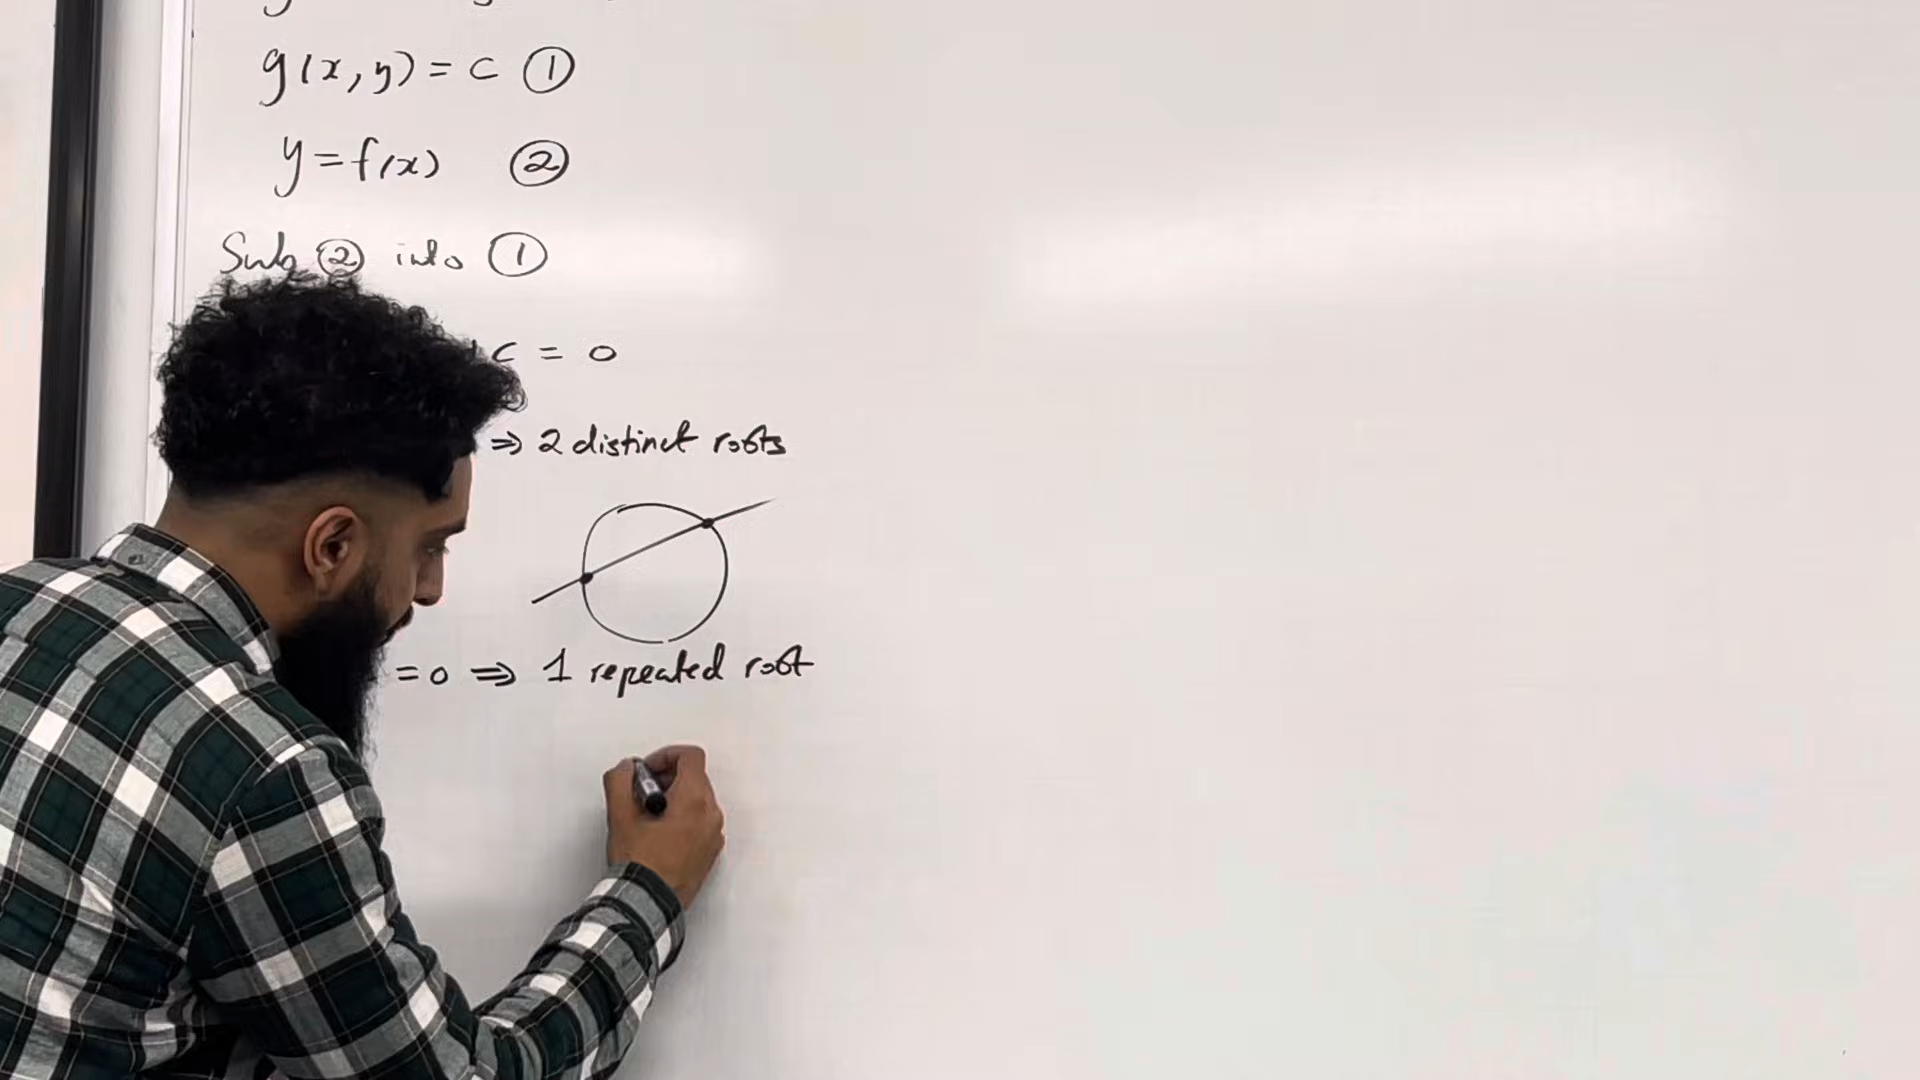 g(x,y) = c ①
y = f(x) ②
Sub ② into ①
c = 0
⇒ 2 distinct roots
= 0 ⇒ 1 repeated root